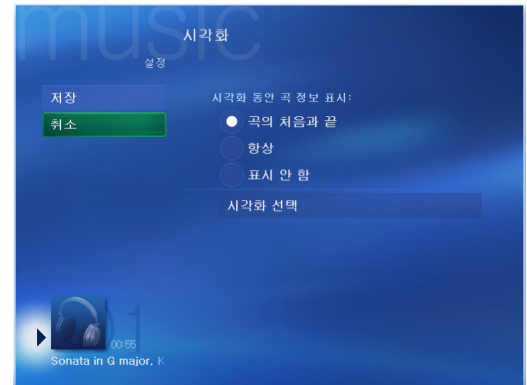 music
시각화
설정
저장
취소
시각화 동안 곡 정보 표시:
곡의 처음과 끝
항상
표시 안 함
시각화 선택
01
00:55
Sonata in G major, K